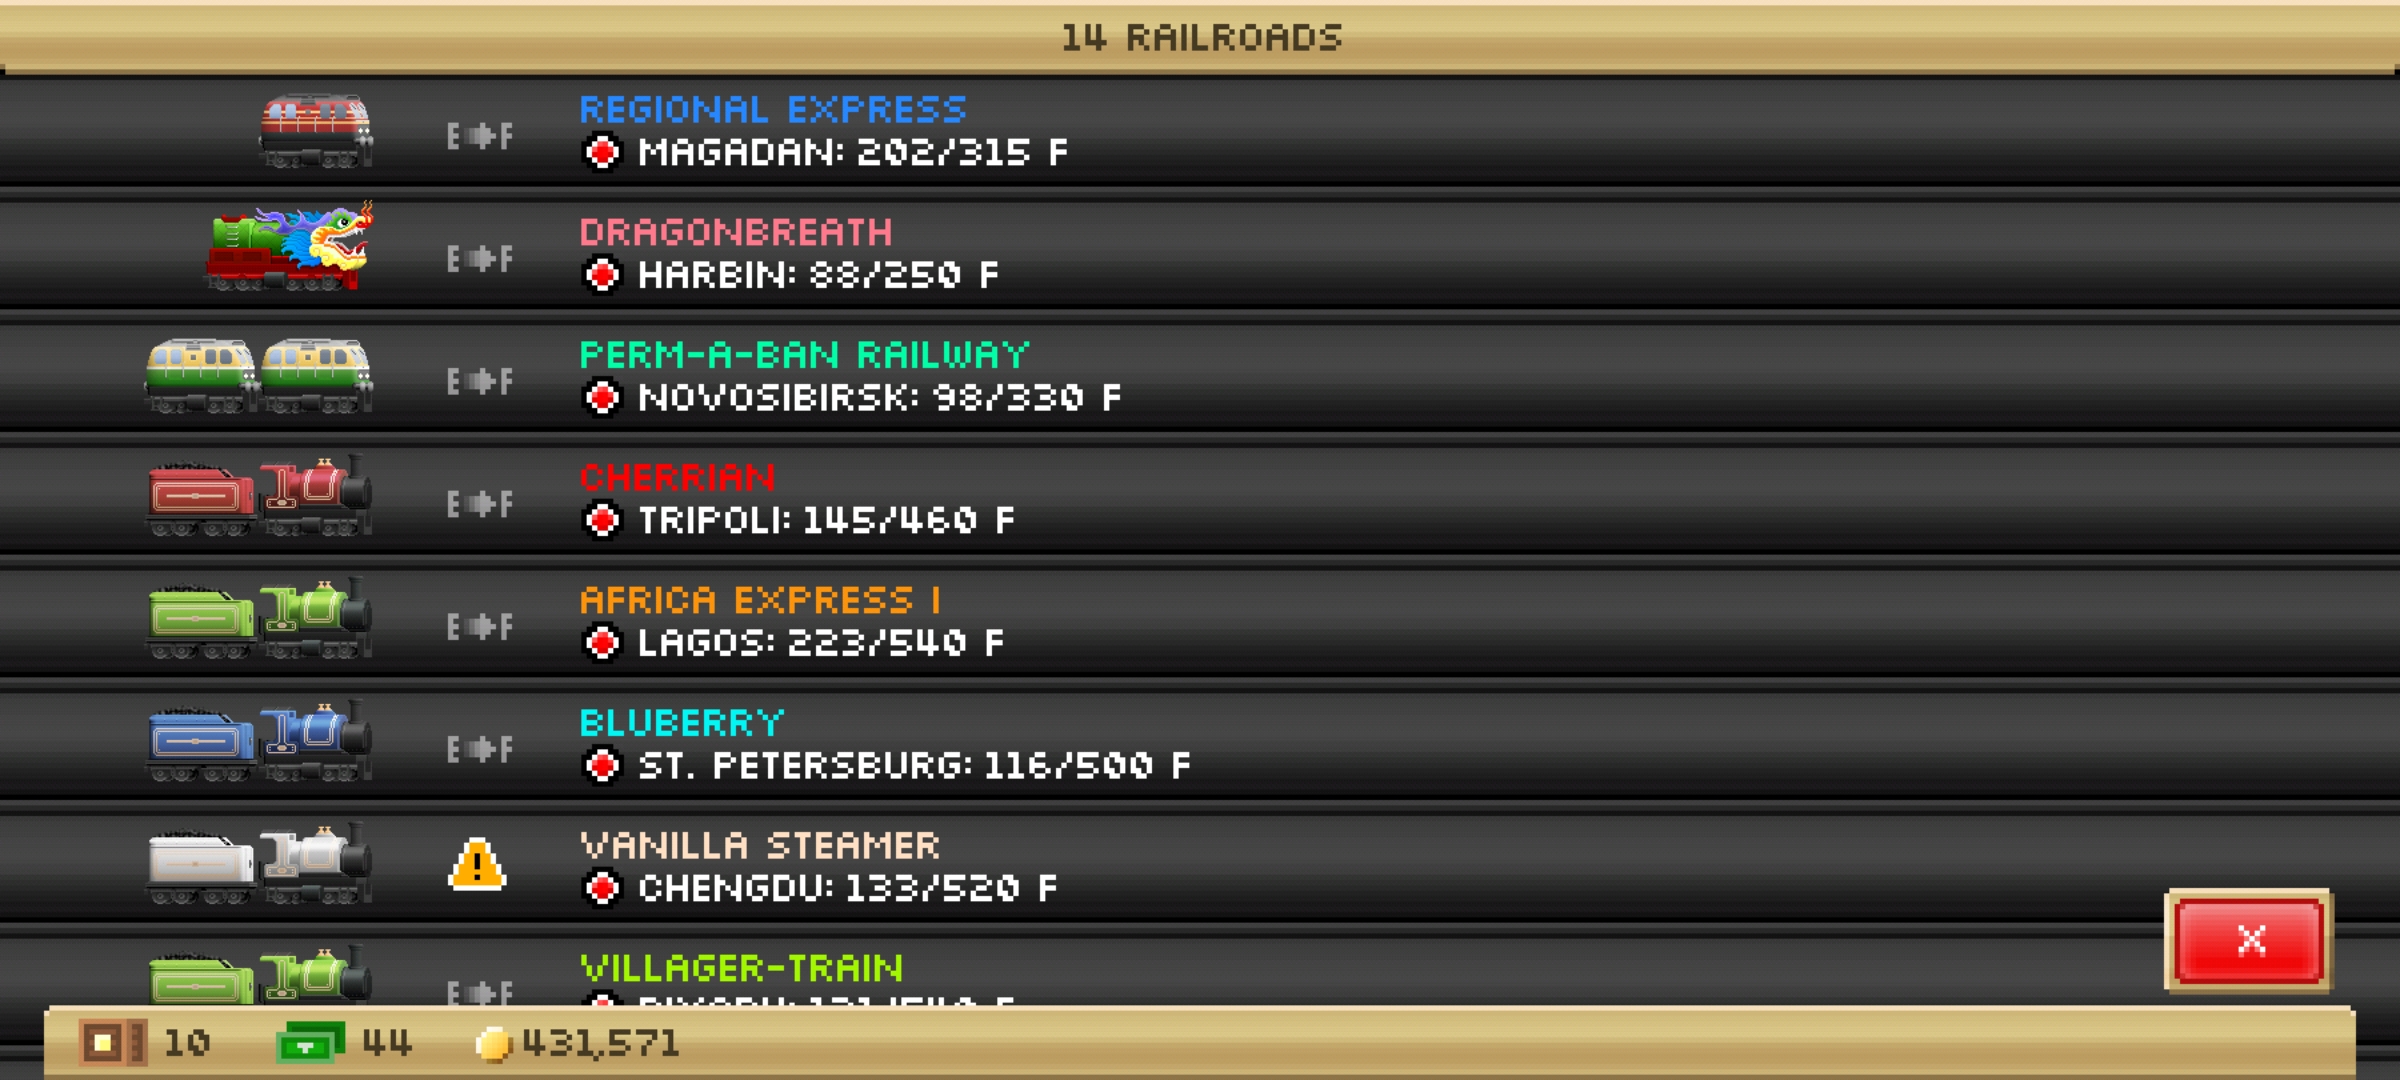 14 RAILROADS
E F
REGIONAL EXPRESS
MAGADAN: 202/315 F
E F
DRAGONBREATH
HARBIN: 88/250 F
E F
PERM-A-BAN RAILWAY
NOVOSIBIRSK: 98/330 F
E F
CHERRIAN
TRIPOLI: 145/460 F
E F
AFRICA EXPRESS I
LAGOS: 223/540 F
E F
BLUBERRY
ST. PETERSBURG: 116/500 F
!
VANILLA STEAMER
CHENGDU: 133/520 F
E F
VILLAGER-TRAIN
X
10 44 431,571